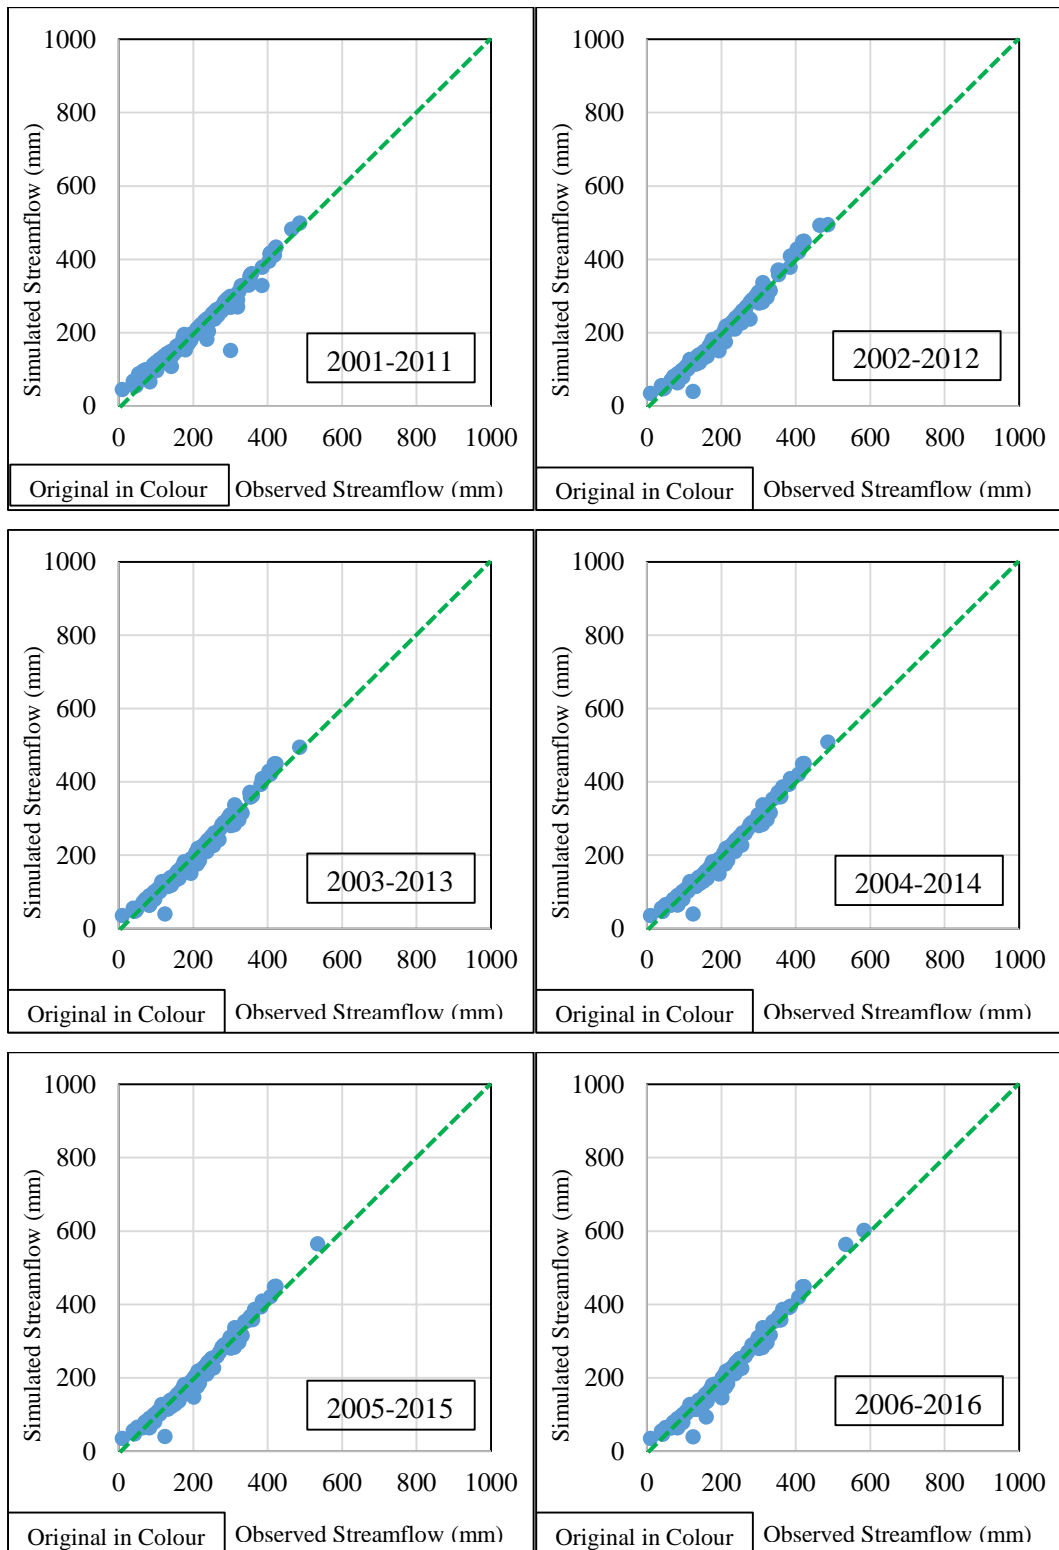 1000
800
600
400
200
0
Simulated Streamflow (mm)
2001-2011
0 200 400 600 800 1000
Original in Colour
Observed Streamflow (mm)
1000
800
600
400
200
0
Simulated Streamflow (mm)
2002-2012
0 200 400 600 800 1000
Original in Colour
Observed Streamflow (mm)
1000
800
600
400
200
0
Simulated Streamflow (mm)
2003-2013
0 200 400 600 800 1000
Original in Colour
Observed Streamflow (mm)
1000
800
600
400
200
0
Simulated Streamflow (mm)
2004-2014
0 200 400 600 800 1000
Original in Colour
Observed Streamflow (mm)
1000
800
600
400
200
0
Simulated Streamflow (mm)
2005-2015
0 200 400 600 800 1000
Original in Colour
Observed Streamflow (mm)
1000
800
600
400
200
0
Simulated Streamflow (mm)
2006-2016
0 200 400 600 800 1000
Original in Colour
Observed Streamflow (mm)